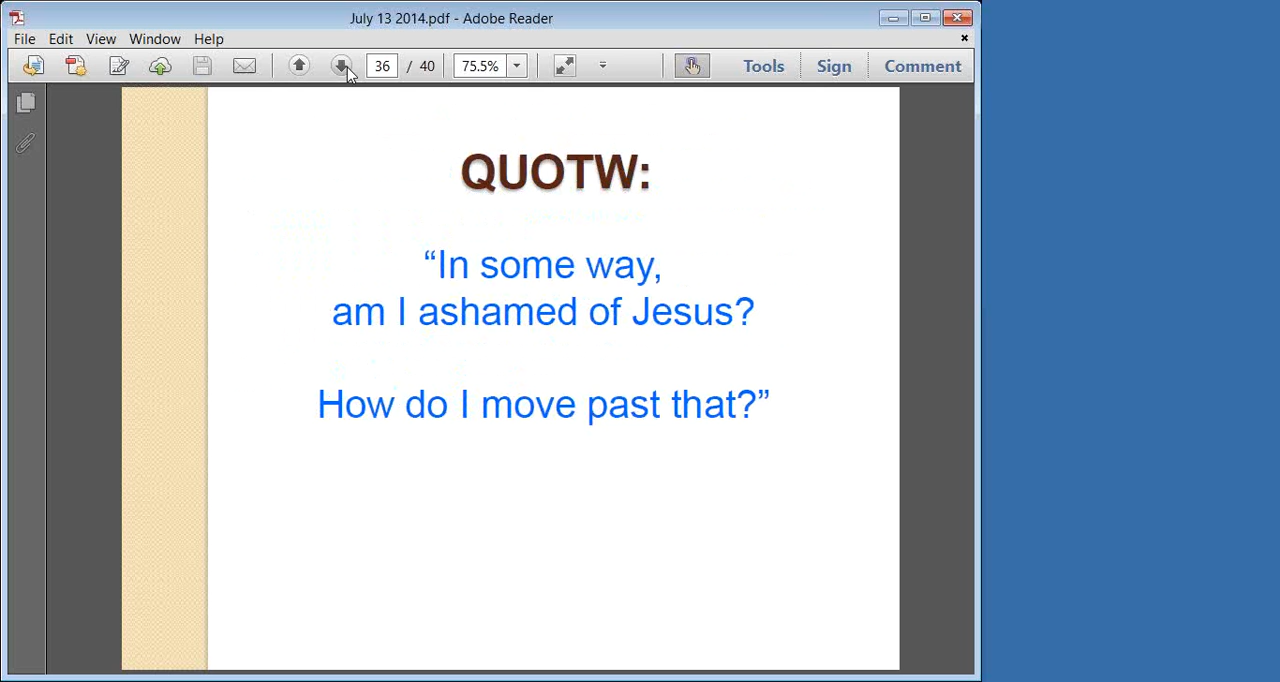 July 13 2014.pdf - Adobe Reader
File Edit View Window Help
36 / 40 75.5% Tools Sign Comment
QUOTW:
“In some way,
am I ashamed of Jesus?
How do I move past that?”